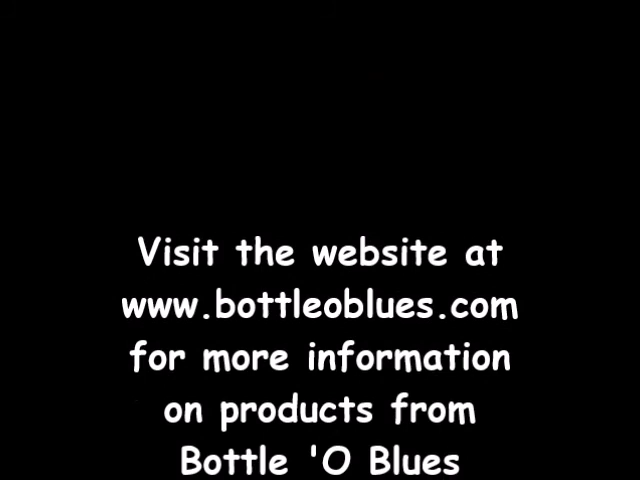 Visit the website at
www.bottleoblues.com
for more information
on products from
Bottle 'O Blues